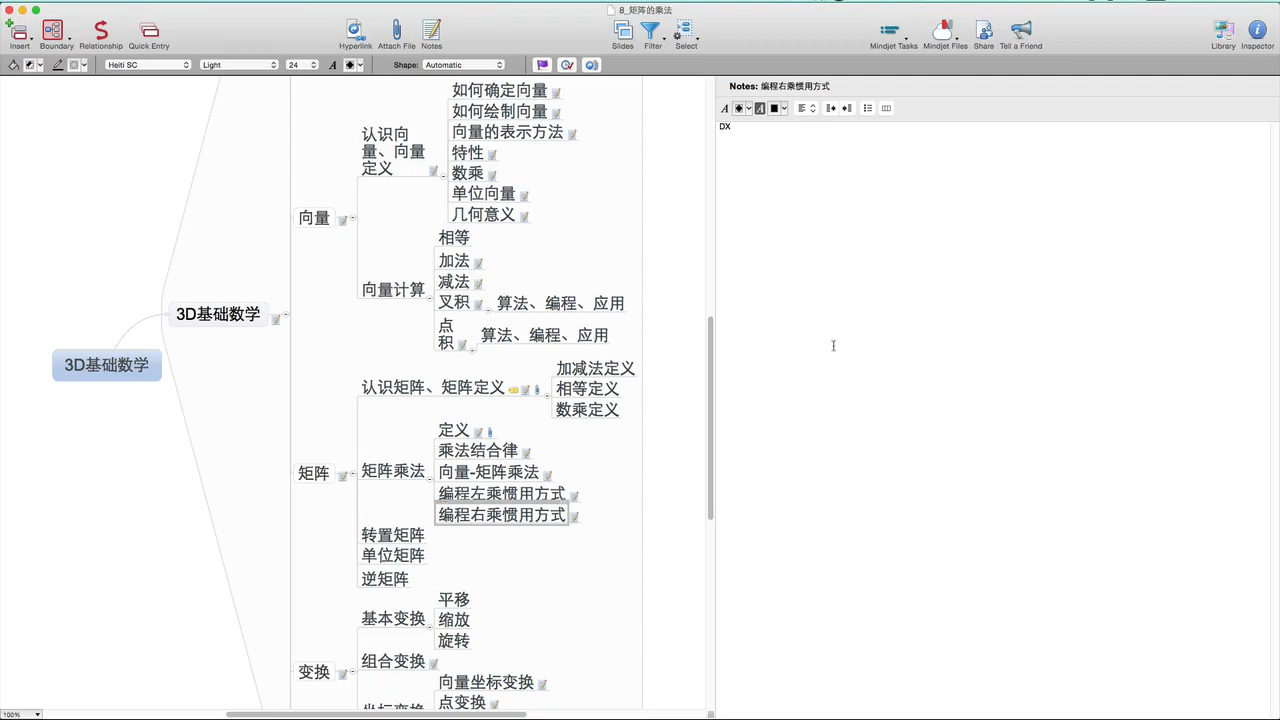 8_矩阵的乘法
Insert
Boundary
Relationship
Quick Entry
Hyperlink
Attach File
Notes
Slides
Filter
Select
Mindjet Tasks
Mindjet Files
Share
Tell a Friend
Library
Inspector
Heiti SC
Light
24
Shape:
Automatic
Notes: 编程右乘惯用方式
DX
3D基础数学
3D基础数学
向量
认识向
量、向量
定义
如何确定向量
如何绘制向量
向量的表示方法
特性
数乘
单位向量
几何意义
向量计算
相等
加法
减法
叉积
算法、编程、应用
点
积
算法、编程、应用
矩阵
认识矩阵、矩阵定义
加减法定义
相等定义
数乘定义
矩阵乘法
定义
乘法结合律
向量-矩阵乘法
编程左乘惯用方式
编程右乘惯用方式
转置矩阵
单位矩阵
逆矩阵
变换
基本变换
平移
缩放
旋转
组合变换
坐标变换
向量坐标变换
点变换
100%